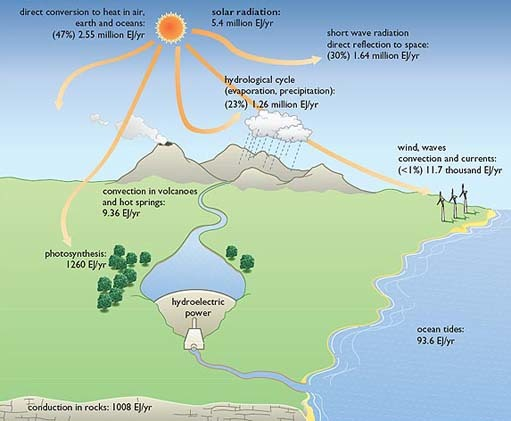 direct conversion to heat in air,
earth and oceans:
(47%) 2.55 million EJ/yr
solar radiation:
5.4 million EJ/yr
short wave radiation
direct reflection to space:
(30%) 1.64 million EJ/yr
hydrological cycle
(evaporation, precipitation):
(23%) 1.26 million EJ/yr
wind, waves
convection and currents:
(<1%) 11.7 thousand EJ/yr
convection in volcanoes
and hot springs:
9.36 EJ/yr
photosynthesis:
1260 EJ/yr
hydroelectric
power
ocean tides:
93.6 EJ/yr
conduction in rocks: 1008 EJ/yr